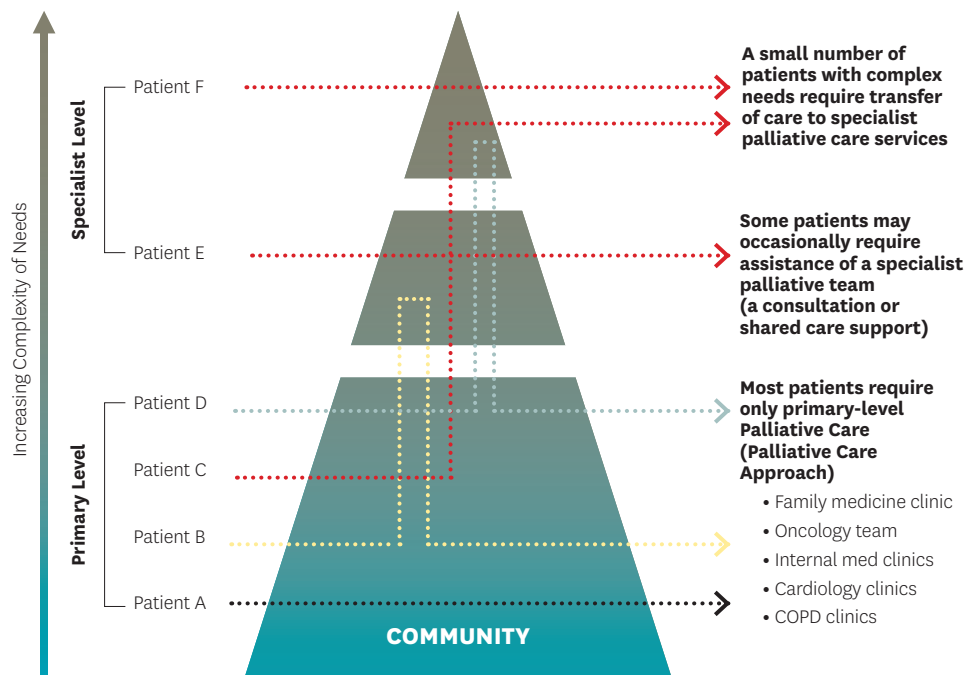 Increasing Complexity of Needs
Specialist Level
Primary Level
Patient F
Patient E
Patient D
Patient C
Patient B
Patient A
COMMUNITY
A small number of
patients with complex
needs require transfer
of care to specialist
palliative care services
Some patients may
occasionally require
assistance of a specialist
palliative team
(a consultation or
shared care support)
Most patients require
only primary-level
Palliative Care
(Palliative Care
Approach)
• Family medicine clinic
• Oncology team
• Internal med clinics
• Cardiology clinics
• COPD clinics